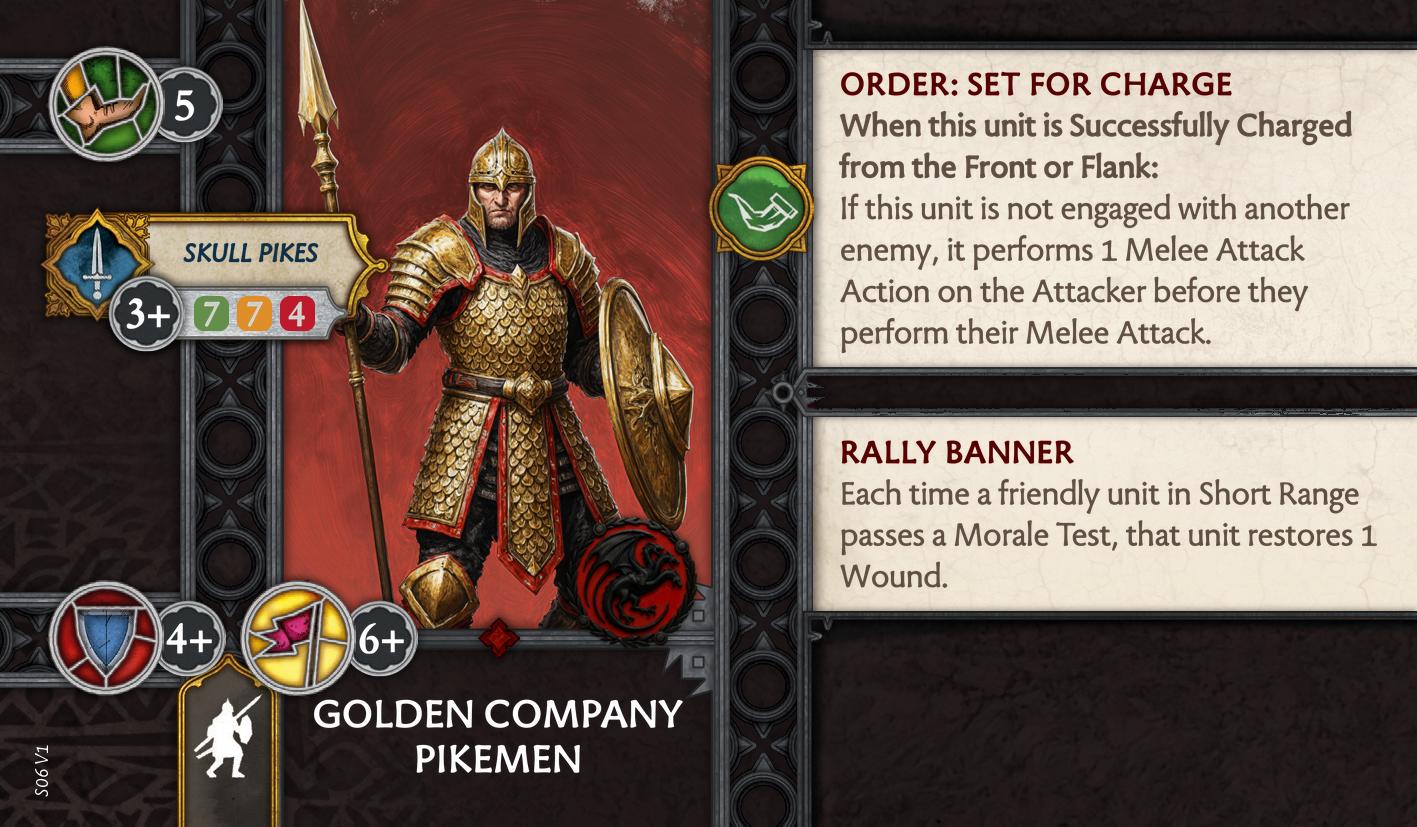 5
SKULL PIKES
3+ 7 7 4
4+ 6+
GOLDEN COMPANY
PIKEMEN
S06 V1
ORDER: SET FOR CHARGE
When this unit is Successfully Charged
from the Front or Flank:
If this unit is not engaged with another
enemy, it performs 1 Melee Attack
Action on the Attacker before they
perform their Melee Attack.
RALLY BANNER
Each time a friendly unit in Short Range
passes a Morale Test, that unit restores 1
Wound.